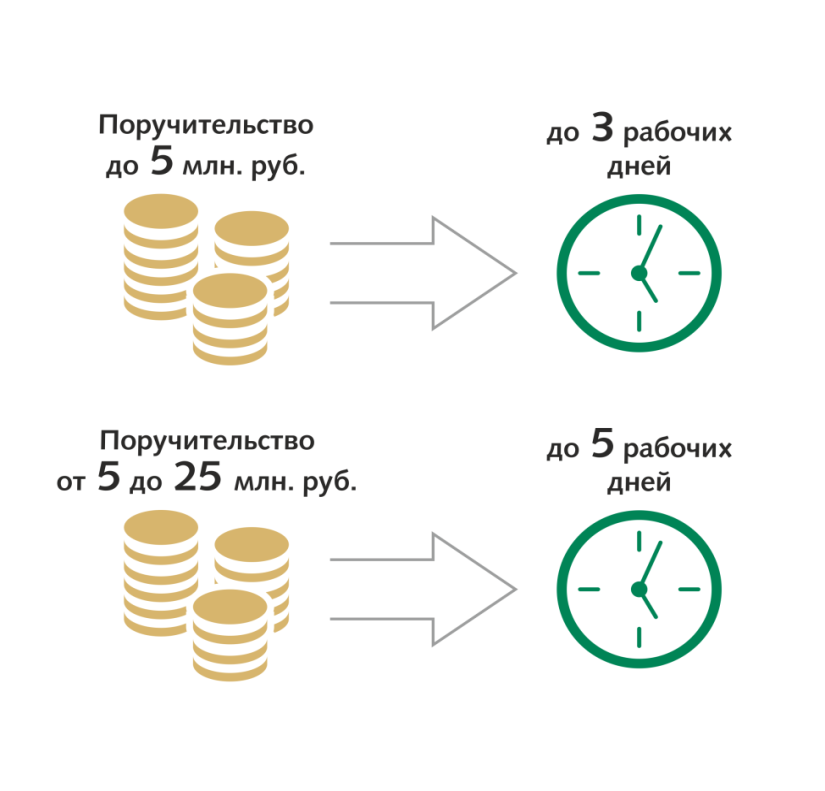 Поручительство
до 5 млн. руб.
до 3 рабочих
дней
Поручительство
от 5 до 25 млн. руб.
до 5 рабочих
дней